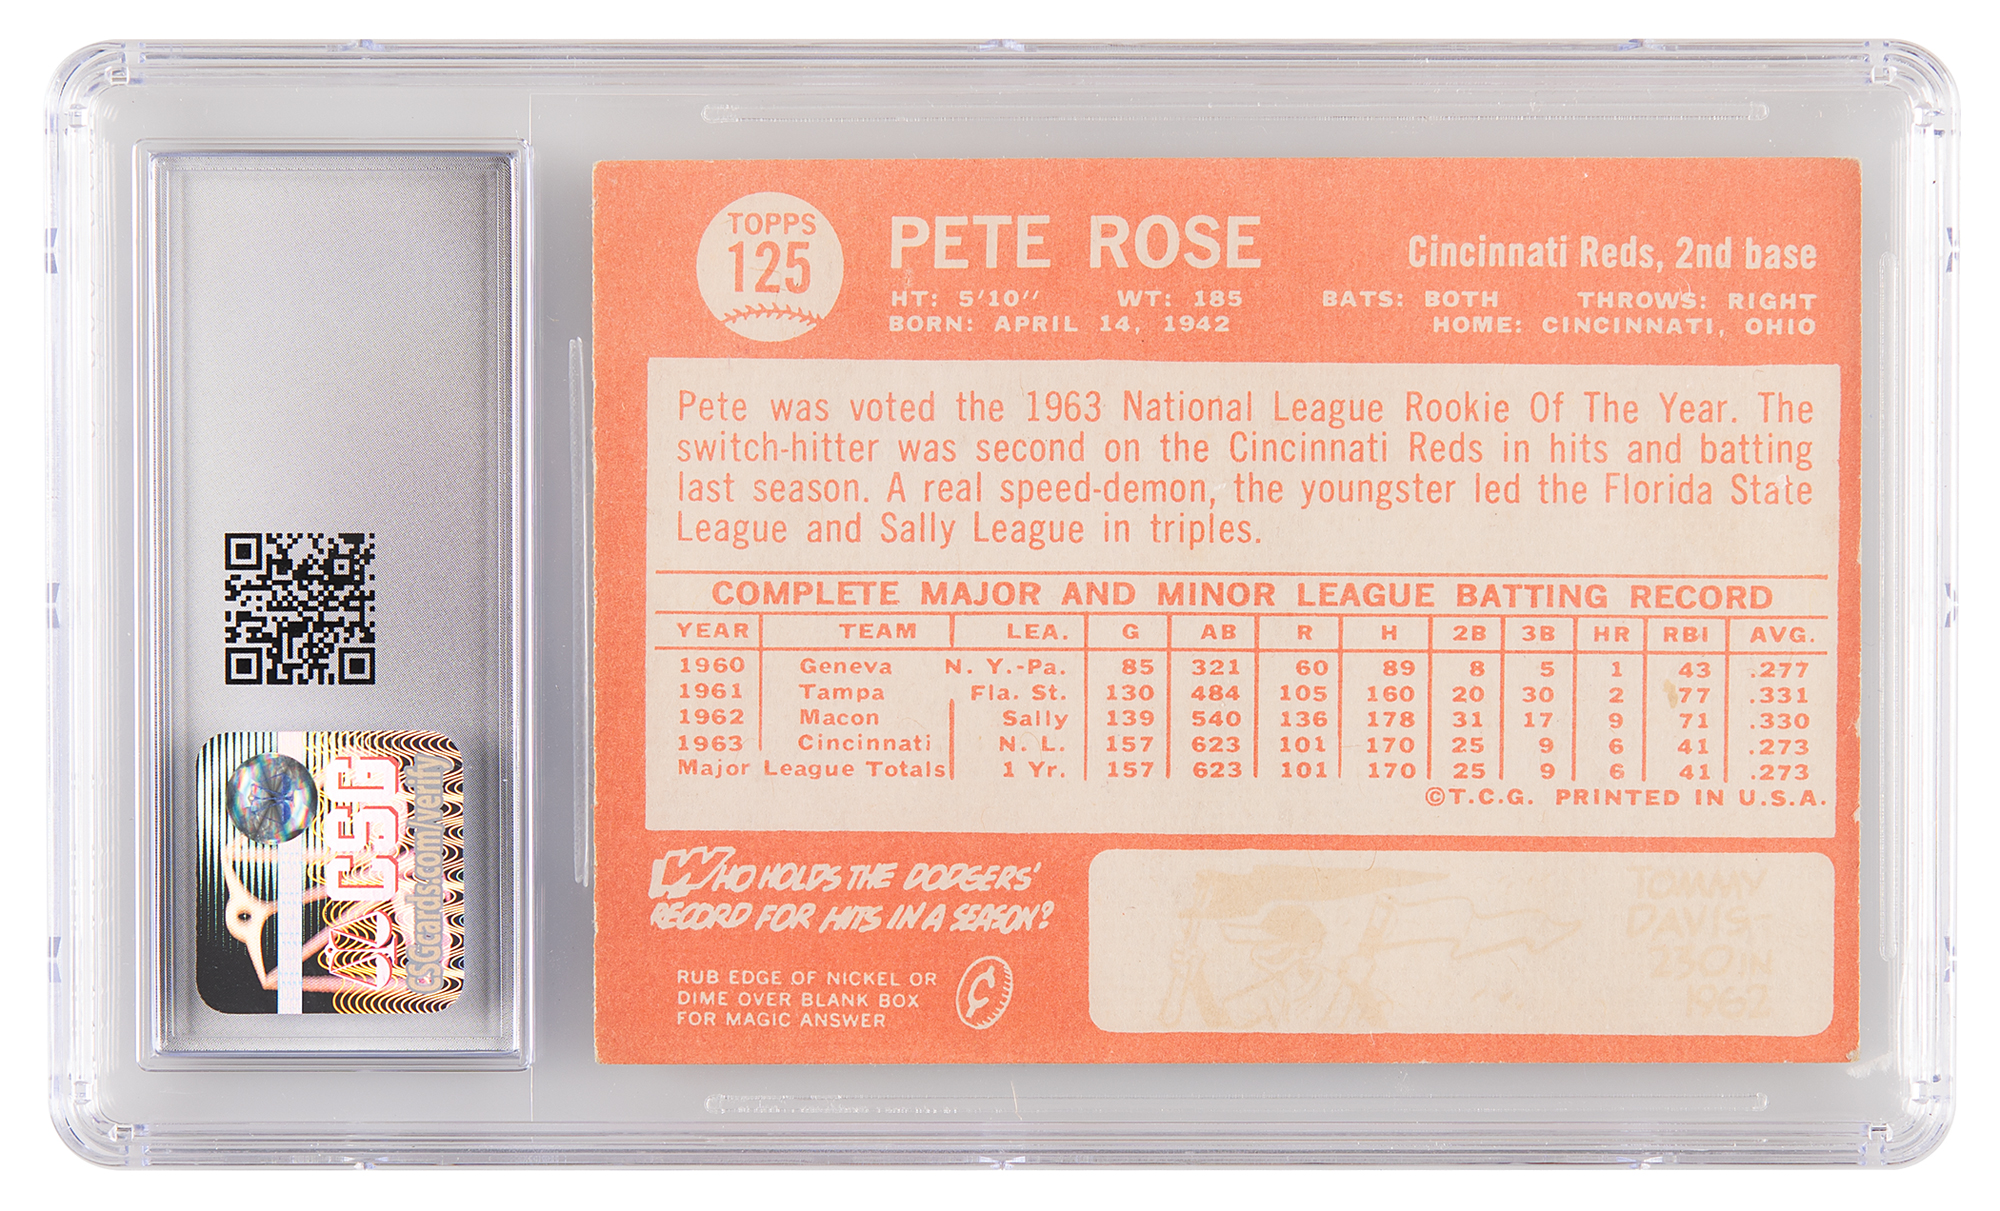 TOPPS
125
PETE ROSE
Cincinnati Reds, 2nd base
HT: 5'10" WT: 185 BATS: BOTH THROWS: RIGHT
BORN: APRIL 14, 1942 HOME: CINCINNATI, OHIO
Pete was voted the 1963 National League Rookie Of The Year. The
switch-hitter was second on the Cincinnati Reds in hits and batting
last season. A real speed-demon, the youngster led the Florida State
League and Sally League in triples.
COMPLETE MAJOR AND MINOR LEAGUE BATTING RECORD
YEAR TEAM LEA. G AB R H 2B 3B HR RBI AVG.
1960 Geneva N. Y.-Pa. 85 321 60 89 8 5 1 43 .277
1961 Tampa Fla. St. 130 484 105 160 20 30 2 77 .331
1962 Macon Sally 139 540 136 178 31 17 9 71 .330
1963 Cincinnati N. L. 157 623 101 170 25 9 6 41 .273
Major League Totals 1 Yr. 157 623 101 170 25 9 6 41 .273
©T.C.G. PRINTED IN U.S.A.
WHO HOLDS THE DODGERS'
RECORD FOR HITS IN A SEASON?
RUB EDGE OF NICKEL OR
DIME OVER BLANK BOX
FOR MAGIC ANSWER
TOMMY
DAVIS-
230 IN
1962
CSG
CSGcards.com/verify